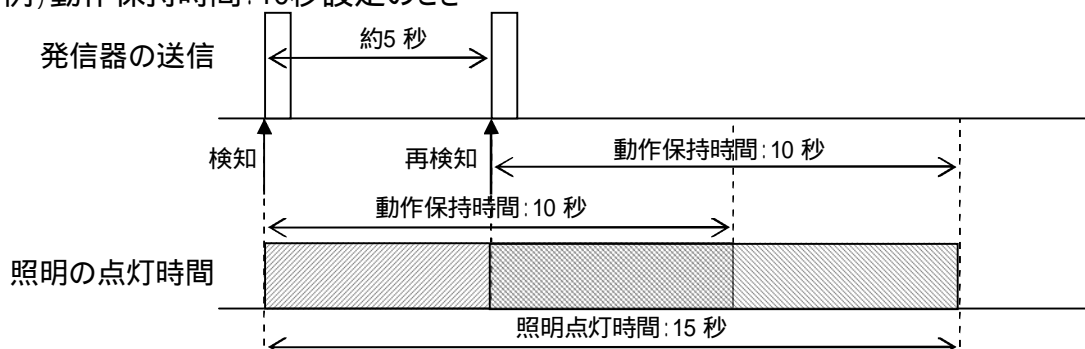 例)動作保持時間:10秒設定のとき
発信器の送信
約5 秒
検知
再検知
動作保持時間:10 秒
動作保持時間:10 秒
照明の点灯時間
照明点灯時間:15 秒